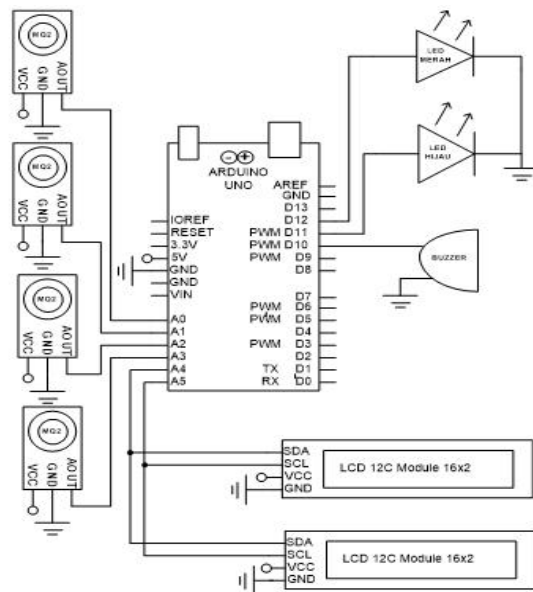 MQ2
VCC
GND
AOUT
MQ2
VCC
GND
AOUT
MQ2
VCC
GND
AOUT
MQ2
VCC
GND
AOUT
ARDUINO
UNO
IOREF
RESET
3.3V
5V
GND
GND
VIN
A0
A1
A2
A3
A4
A5
AREF
GND
D13
D12
PWM D11
PWM D10
PWM D9
D8
D7
PWM D6
PWM D5
D4
PWM D3
D2
TX D1
RX D0
LED
MERAH
LED
HIJAU
BUZZER
SDA
SCL
VCC
GND
LCD 12C Module 16x2
SDA
SCL
VCC
GND
LCD 12C Module 16x2